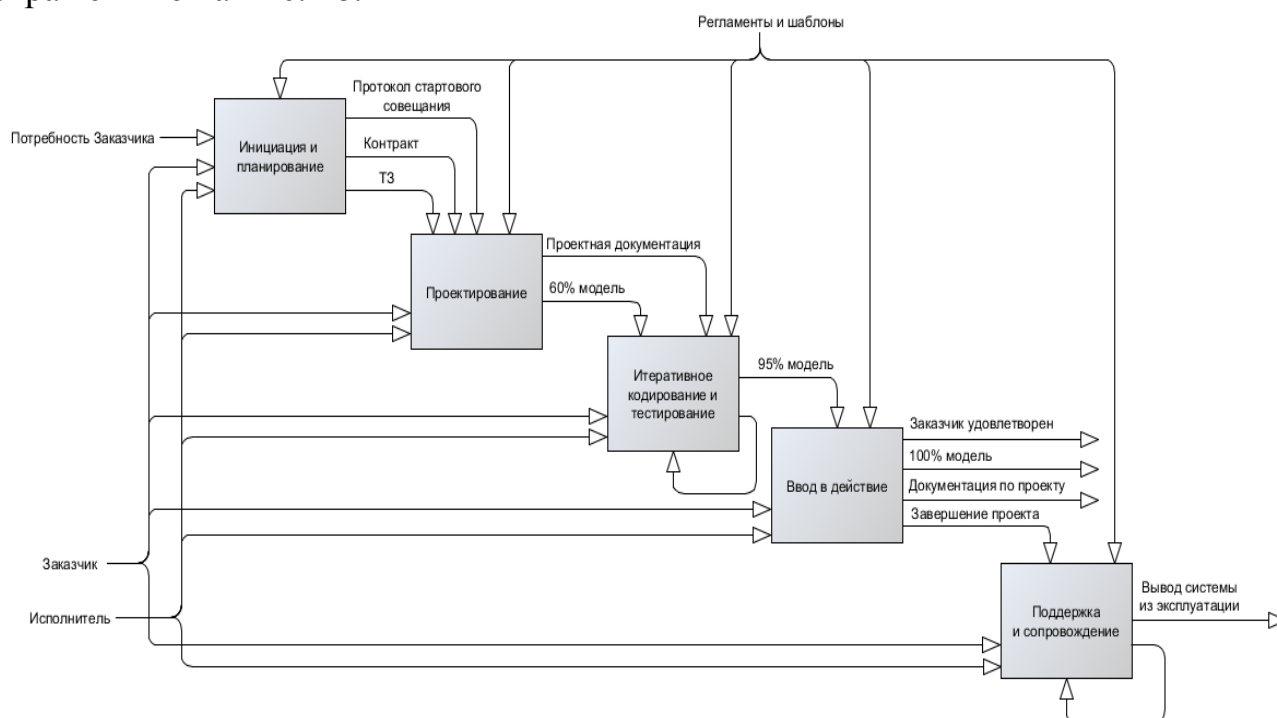 Регламенты и шаблоны
Протокол стартового
совещания
Потребность Заказчика
Инициация и
планирование
Контракт
ТЗ
Проектная документация
Проектирование
60% модель
95% модель
Итеративное
кодирование и
тестирование
Заказчик удовлетворен
100% модель
Ввод в действие
Документация по проекту
Завершение проекта
Заказчик
Исполнитель
Вывод системы
из эксплуатации
Поддержка
и сопровождение